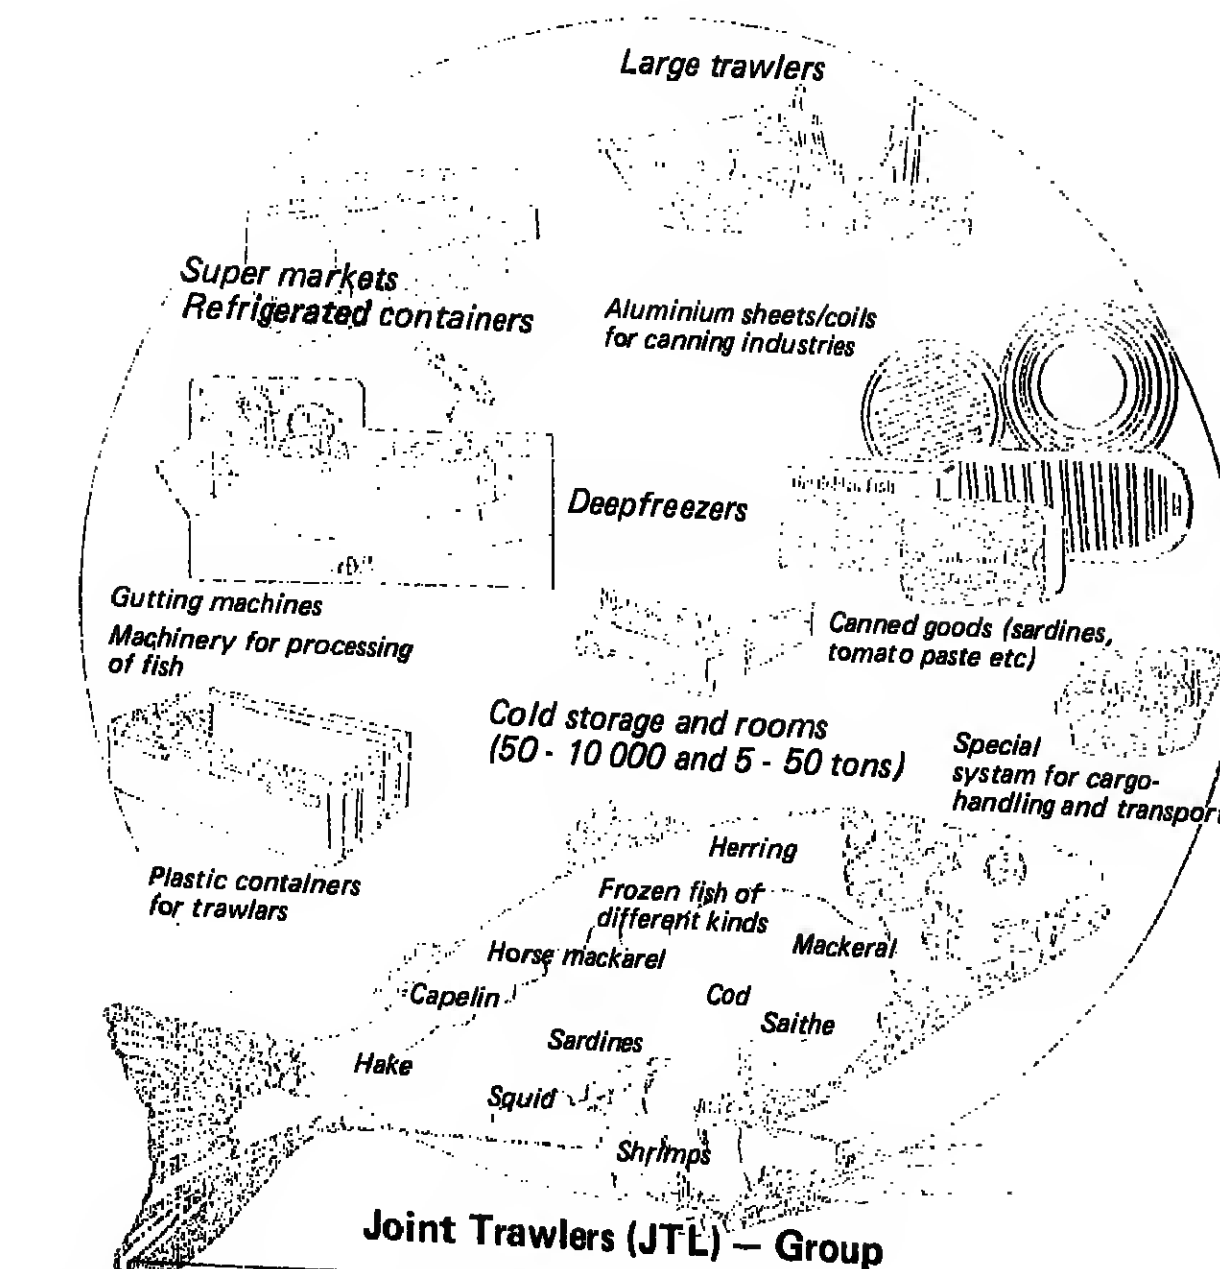 Large trawlers
Super markets
Refrigerated containers
Aluminium sheets/coils
for canning industries
Deepfreezers
Gutting machines
Machinery for processing
of fish
Canned goods (sardines,
tomato paste etc)
Cold storage and rooms
(50 - 10 000 and 5 - 50 tons)
Special
systam for cargo-
handling and transport
Plastic contalners
for trawlars
Herring
Frozen fish of
different kinds
Mackeral
Horse mackarel
Capelin
Cod
Saithe
Sardines
Hake
Squid
Shrimps
Joint Trawlers (JTL) — Group